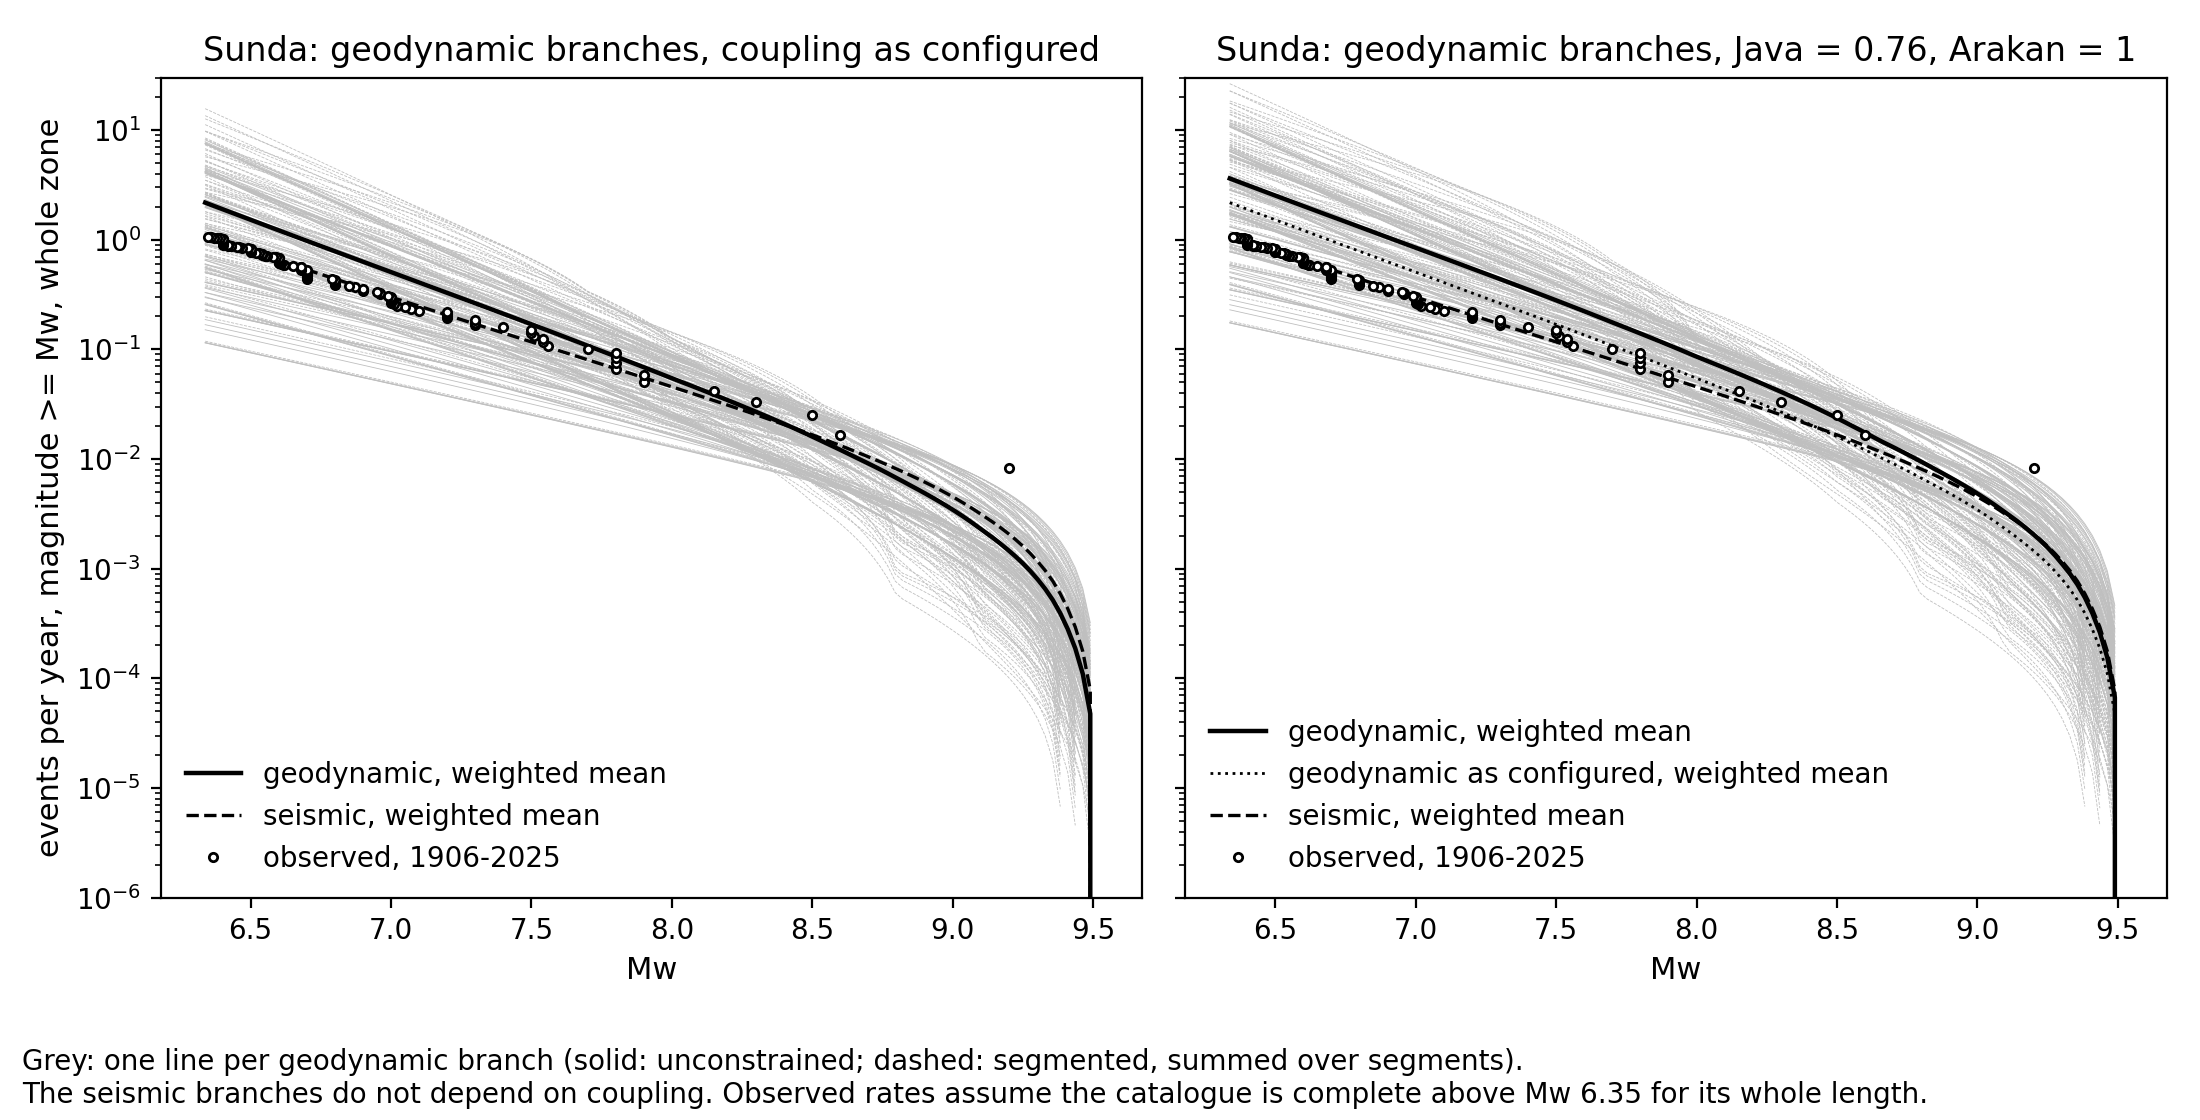 Sunda: geodynamic branches, coupling as configured
Sunda: geodynamic branches, Java = 0.76, Arakan = 1
events per year, magnitude >= Mw, whole zone
10¹
10⁰
10⁻¹
10⁻²
10⁻³
10⁻⁴
10⁻⁵
10⁻⁶
geodynamic, weighted mean
seismic, weighted mean
observed, 1906-2025
6.5 7.0 7.5 8.0 8.5 9.0 9.5
Mw
geodynamic, weighted mean
geodynamic as configured, weighted mean
seismic, weighted mean
observed, 1906-2025
6.5 7.0 7.5 8.0 8.5 9.0 9.5
Mw
Grey: one line per geodynamic branch (solid: unconstrained; dashed: segmented, summed over segments).
The seismic branches do not depend on coupling. Observed rates assume the catalogue is complete above Mw 6.35 for its whole length.